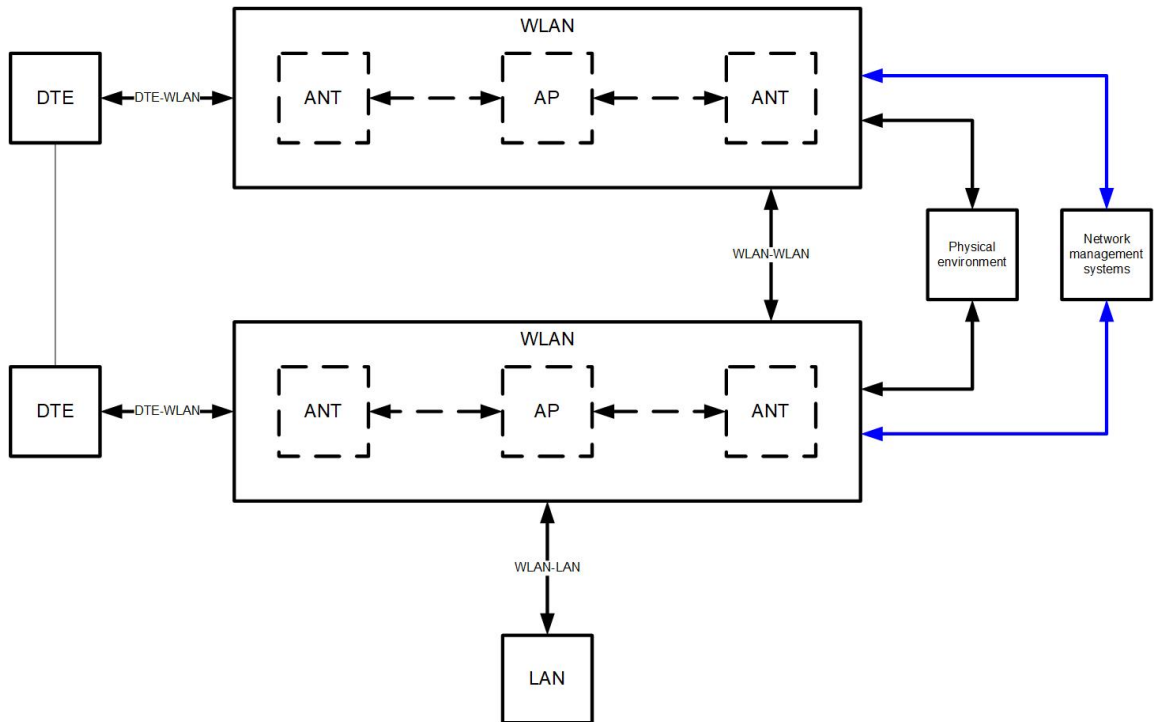 WLAN
DTE
DTE-WLAN
ANT
AP
ANT
WLAN-WLAN
Physical
environment
Network
management
systems
WLAN
DTE
DTE-WLAN
ANT
AP
ANT
WLAN-LAN
LAN